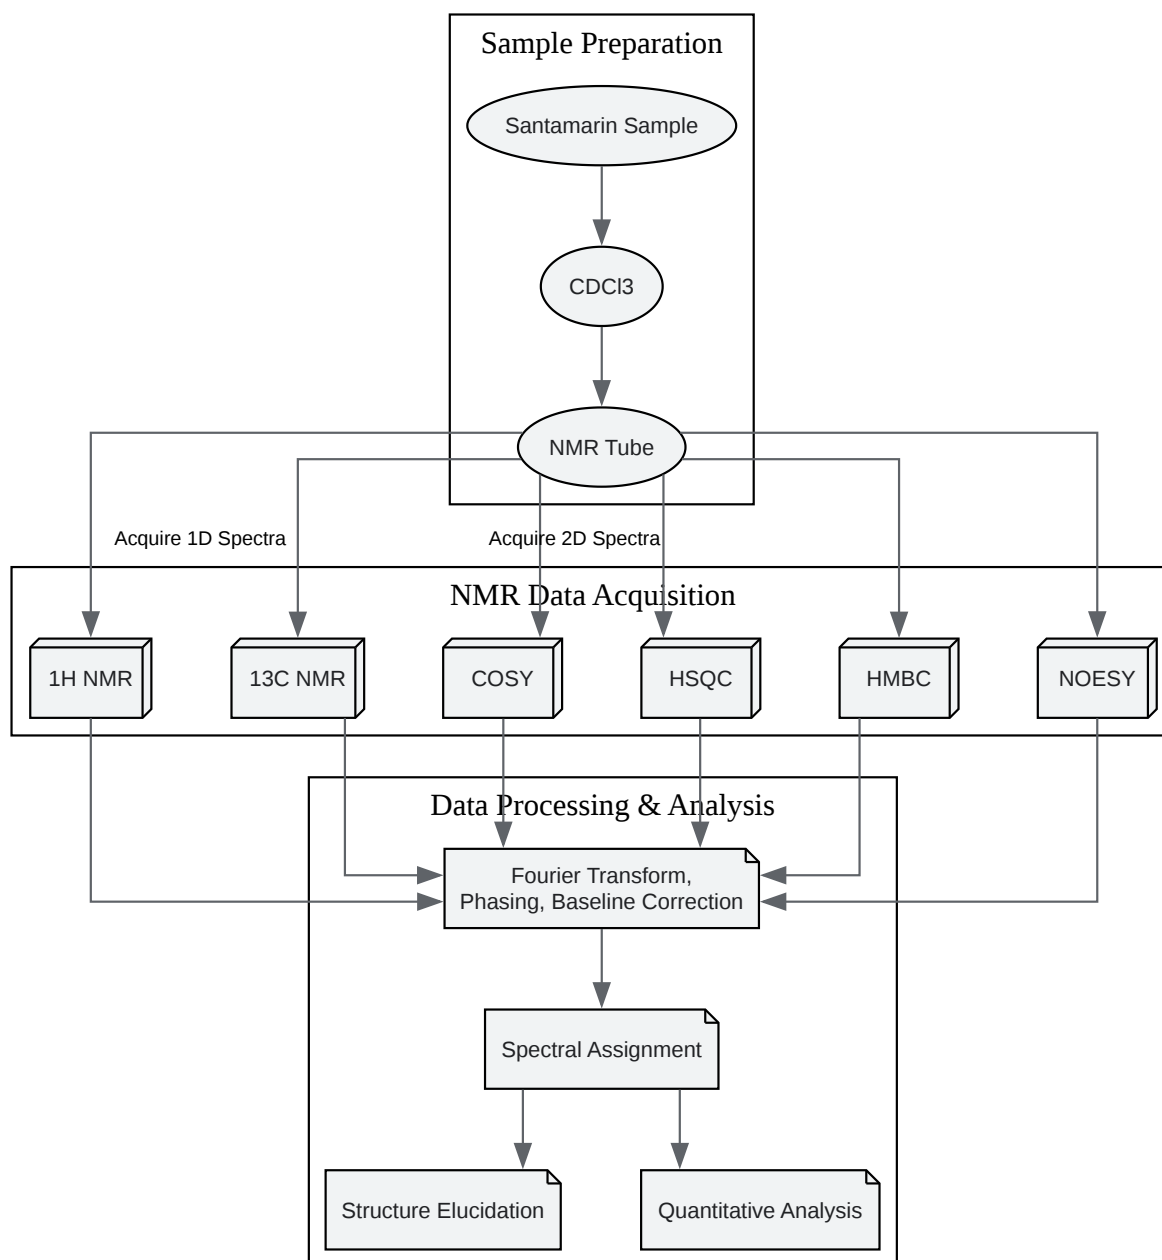 Sample Preparation
Santamarin Sample
CDCl3
NMR Tube
Acquire 1D Spectra
Acquire 2D Spectra
NMR Data Acquisition
1H NMR
13C NMR
COSY
HSQC
HMBC
NOESY
Data Processing & Analysis
Fourier Transform,
Phasing, Baseline Correction
Spectral Assignment
Structure Elucidation
Quantitative Analysis